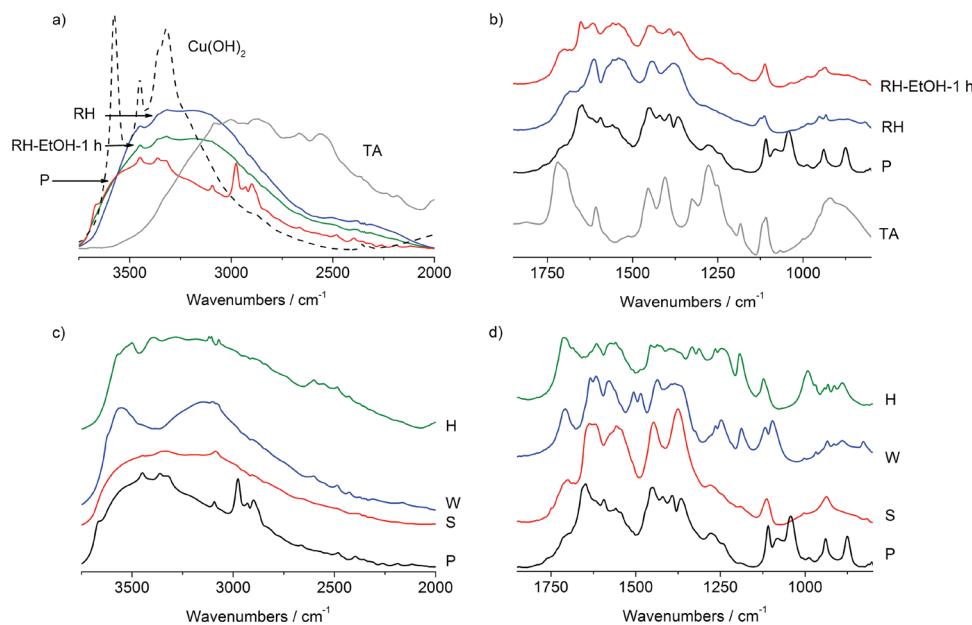 a)
Cu(OH)2
RH
RH-EtOH-1 h
P
TA
3500
3000
2500
2000
Wavenumbers / cm-1
b)
RH-EtOH-1 h
RH
P
TA
1750
1500
1250
1000
Wavenumbers / cm-1
c)
H
W
S
P
3500
3000
2500
2000
Wavenumbers / cm-1
d)
H
W
S
P
1750
1500
1250
1000
Wavenumbers / cm-1